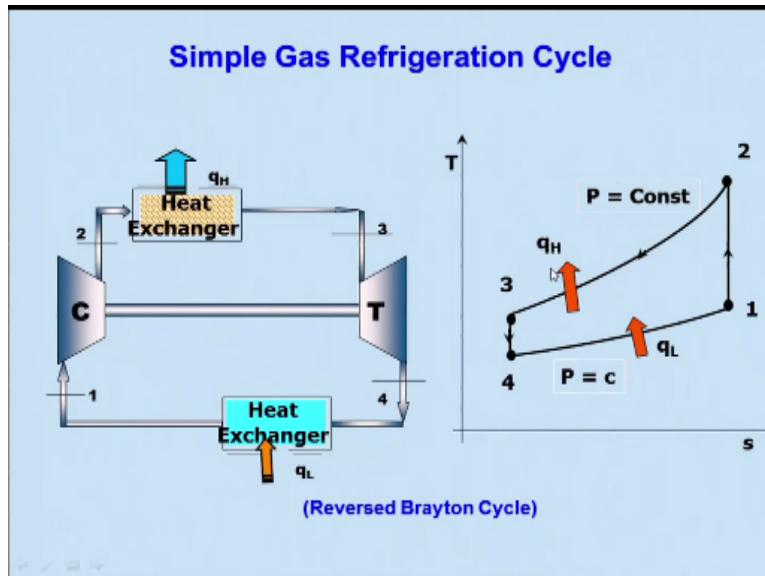 Simple Gas Refrigeration Cycle
qH
Heat
Exchanger
2
3
C
T
1
4
Heat
Exchanger
qL
T
2
P = Const
qH
3
1
qL
4
P = c
s
(Reversed Brayton Cycle)